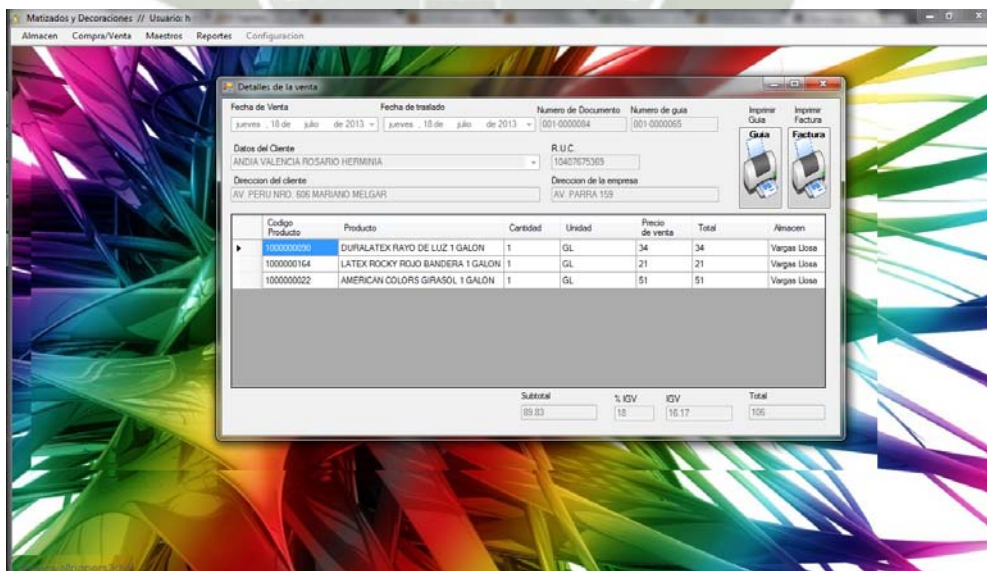 Matizados y Decoraciones // Usuario: h
Almacen Compra/Venta Maestros Reportes Configuracion
Detalles de la venta
Fecha de Venta Fecha de traslado Numero de Documento Numero de guia Imprimir Guia Imprimir Factura
jueves , 18 de julio de 2013 jueves , 18 de julio de 2013 001-0000084 001-0000065 Guia Factura
Datos del Cliente R.U.C.
ANDIA VALENCIA ROSARIO HERMINIA 10407675369
Direccion del cliente Direccion de la empresa
AV. PERU NRO. 606 MARIANO MELGAR AV. PARRA 159
Codigo Producto Producto Cantidad Unidad Precio de venta Total Almacen
1000000090 DURALATEX RAYO DE LUZ 1 GALON 1 GL 34 34 Vargas Llosa
1000000164 LATEX ROCKY ROJO BANDERA 1 GALON 1 GL 21 21 Vargas Llosa
1000000022 AMERICAN COLORS GIRASOL 1 GALON 1 GL 51 51 Vargas Llosa
Subtotal % IGV IGV Total
89.83 18 16.17 106